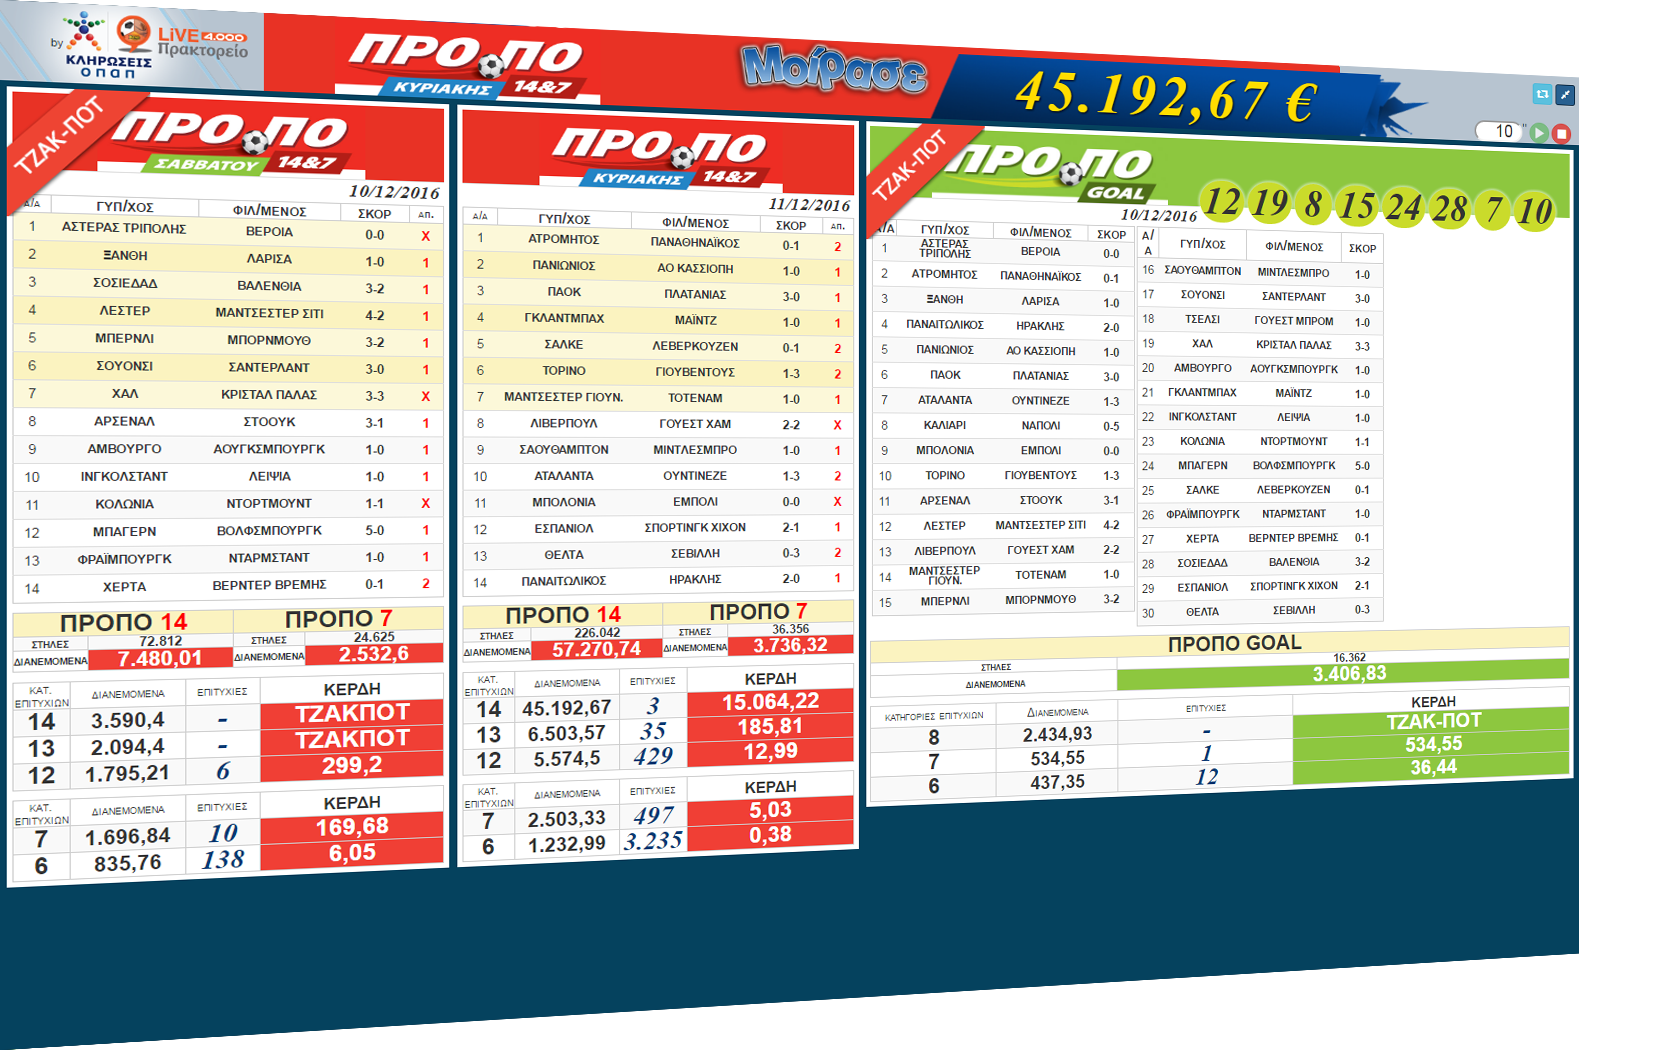 by
ΚΛΗΡΩΣΕΙΣ
ΟΠΑΠ
LiVE 4.000
Πρακτορείο
ΠΡΟ ΠΟ
ΚΥΡΙΑΚΗΣ 14&7
Μοίρασε
45.192,67 €
10 "
ΤΖΑΚ-ΠΟΤ
ΠΡΟ ΠΟ
ΣΑΒΒΑΤΟΥ 14&7
10/12/2016
Α/Α ΓΥΠ/ΧΟΣ ΦΙΛ/ΜΕΝΟΣ ΣΚΟΡ ΑΠ.
1 ΑΣΤΕΡΑΣ ΤΡΙΠΟΛΗΣ ΒΕΡΟΙΑ 0-0 X
2 ΞΑΝΘΗ ΛΑΡΙΣΑ 1-0 1
3 ΣΟΣΙΕΔΑΔ ΒΑΛΕΝΘΙΑ 3-2 1
4 ΛΕΣΤΕΡ ΜΑΝΤΣΕΣΤΕΡ ΣΙΤΙ 4-2 1
5 ΜΠΕΡΝΛΙ ΜΠΟΡΝΜΟΥΘ 3-2 1
6 ΣΟΥΟΝΣΙ ΣΑΝΤΕΡΛΑΝΤ 3-0 1
7 ΧΑΛ ΚΡΙΣΤΑΛ ΠΑΛΑΣ 3-3 X
8 ΑΡΣΕΝΑΛ ΣΤΟΟΥΚ 3-1 1
9 ΑΜΒΟΥΡΓΟ ΑΟΥΓΚΣΜΠΟΥΡΓΚ 1-0 1
10 ΙΝΓΚΟΛΣΤΑΝΤ ΛΕΙΨΙΑ 1-0 1
11 ΚΟΛΩΝΙΑ ΝΤΟΡΤΜΟΥΝΤ 1-1 X
12 ΜΠΑΓΕΡΝ ΒΟΛΦΣΜΠΟΥΡΓΚ 5-0 1
13 ΦΡΑΪΜΠΟΥΡΓΚ ΝΤΑΡΜΣΤΑΝΤ 1-0 1
14 ΧΕΡΤΑ ΒΕΡΝΤΕΡ ΒΡΕΜΗΣ 0-1 2
ΠΡΟΠΟ 14 ΠΡΟΠΟ 7
ΣΤΗΛΕΣ 72.812 ΣΤΗΛΕΣ 24.625
ΔΙΑΝΕΜΟΜΕΝΑ 7.480,01 ΔΙΑΝΕΜΟΜΕΝΑ 2.532,6
ΚΑΤ. ΕΠΙΤΥΧΙΩΝ ΔΙΑΝΕΜΟΜΕΝΑ ΕΠΙΤΥΧΙΕΣ ΚΕΡΔΗ
14 3.590,4 - ΤΖΑΚΠΟΤ
13 2.094,4 - ΤΖΑΚΠΟΤ
12 1.795,21 6 299,2
ΚΑΤ. ΕΠΙΤΥΧΙΩΝ ΔΙΑΝΕΜΟΜΕΝΑ ΕΠΙΤΥΧΙΕΣ ΚΕΡΔΗ
7 1.696,84 10 169,68
6 835,76 138 6,05
ΠΡΟ ΠΟ
ΚΥΡΙΑΚΗΣ 14&7
11/12/2016
Α/Α ΓΥΠ/ΧΟΣ ΦΙΛ/ΜΕΝΟΣ ΣΚΟΡ ΑΠ.
1 ΑΤΡΟΜΗΤΟΣ ΠΑΝΑΘΗΝΑΪΚΟΣ 0-1 2
2 ΠΑΝΙΩΝΙΟΣ ΑΟ ΚΑΣΣΙΟΠΗ 1-0 1
3 ΠΑΟΚ ΠΛΑΤΑΝΙΑΣ 3-0 1
4 ΓΚΛΑΝΤΜΠΑΧ ΜΑΪΝΤΖ 1-0 1
5 ΣΑΛΚΕ ΛΕΒΕΡΚΟΥΖΕΝ 0-1 2
6 ΤΟΡΙΝΟ ΓΙΟΥΒΕΝΤΟΥΣ 1-3 2
7 ΜΑΝΤΣΕΣΤΕΡ ΓΙΟΥΝ. ΤΟΤΕΝΑΜ 1-0 1
8 ΛΙΒΕΡΠΟΥΛ ΓΟΥΕΣΤ ΧΑΜ 2-2 X
9 ΣΑΟΥΘΑΜΠΤΟΝ ΜΙΝΤΛΕΣΜΠΡΟ 1-0 1
10 ΑΤΑΛΑΝΤΑ ΟΥΝΤΙΝΕΖΕ 1-3 2
11 ΜΠΟΛΟΝΙΑ ΕΜΠΟΛΙ 0-0 X
12 ΕΣΠΑΝΙΟΛ ΣΠΟΡΤΙΝΓΚ ΧΙΧΟΝ 2-1 1
13 ΘΕΛΤΑ ΣΕΒΙΛΛΗ 0-3 2
14 ΠΑΝΑΙΤΩΛΙΚΟΣ ΗΡΑΚΛΗΣ 2-0 1
ΠΡΟΠΟ 14 ΠΡΟΠΟ 7
ΣΤΗΛΕΣ 226.042 ΣΤΗΛΕΣ 36.356
ΔΙΑΝΕΜΟΜΕΝΑ 57.270,74 ΔΙΑΝΕΜΟΜΕΝΑ 3.736,32
ΚΑΤ. ΕΠΙΤΥΧΙΩΝ ΔΙΑΝΕΜΟΜΕΝΑ ΕΠΙΤΥΧΙΕΣ ΚΕΡΔΗ
14 45.192,67 3 15.064,22
13 6.503,57 35 185,81
12 5.574,5 429 12,99
ΚΑΤ. ΕΠΙΤΥΧΙΩΝ ΔΙΑΝΕΜΟΜΕΝΑ ΕΠΙΤΥΧΙΕΣ ΚΕΡΔΗ
7 2.503,33 497 5,03
6 1.232,99 3.235 0,38
ΤΖΑΚ-ΠΟΤ
ΠΡΟ ΠΟ
GOAL
10/12/2016 12 19 8 15 24 28 7 10
Α/Α ΓΥΠ/ΧΟΣ ΦΙΛ/ΜΕΝΟΣ ΣΚΟΡ
1 ΑΣΤΕΡΑΣ ΤΡΙΠΟΛΗΣ ΒΕΡΟΙΑ 0-0
2 ΑΤΡΟΜΗΤΟΣ ΠΑΝΑΘΗΝΑΪΚΟΣ 0-1
3 ΞΑΝΘΗ ΛΑΡΙΣΑ 1-0
4 ΠΑΝΑΙΤΩΛΙΚΟΣ ΗΡΑΚΛΗΣ 2-0
5 ΠΑΝΙΩΝΙΟΣ ΑΟ ΚΑΣΣΙΟΠΗ 1-0
6 ΠΑΟΚ ΠΛΑΤΑΝΙΑΣ 3-0
7 ΑΤΑΛΑΝΤΑ ΟΥΝΤΙΝΕΖΕ 1-3
8 ΚΑΛΙΑΡΙ ΝΑΠΟΛΙ 0-5
9 ΜΠΟΛΟΝΙΑ ΕΜΠΟΛΙ 0-0
10 ΤΟΡΙΝΟ ΓΙΟΥΒΕΝΤΟΥΣ 1-3
11 ΑΡΣΕΝΑΛ ΣΤΟΟΥΚ 3-1
12 ΛΕΣΤΕΡ ΜΑΝΤΣΕΣΤΕΡ ΣΙΤΙ 4-2
13 ΛΙΒΕΡΠΟΥΛ ΓΟΥΕΣΤ ΧΑΜ 2-2
14 ΜΑΝΤΣΕΣΤΕΡ ΓΙΟΥΝ. ΤΟΤΕΝΑΜ 1-0
15 ΜΠΕΡΝΛΙ ΜΠΟΡΝΜΟΥΘ 3-2
Α/Α ΓΥΠ/ΧΟΣ ΦΙΛ/ΜΕΝΟΣ ΣΚΟΡ
16 ΣΑΟΥΘΑΜΠΤΟΝ ΜΙΝΤΛΕΣΜΠΡΟ 1-0
17 ΣΟΥΟΝΣΙ ΣΑΝΤΕΡΛΑΝΤ 3-0
18 ΤΣΕΛΣΙ ΓΟΥΕΣΤ ΜΠΡΟΜ 1-0
19 ΧΑΛ ΚΡΙΣΤΑΛ ΠΑΛΑΣ 3-3
20 ΑΜΒΟΥΡΓΟ ΑΟΥΓΚΣΜΠΟΥΡΓΚ 1-0
21 ΓΚΛΑΝΤΜΠΑΧ ΜΑΪΝΤΖ 1-0
22 ΙΝΓΚΟΛΣΤΑΝΤ ΛΕΙΨΙΑ 1-0
23 ΚΟΛΩΝΙΑ ΝΤΟΡΤΜΟΥΝΤ 1-1
24 ΜΠΑΓΕΡΝ ΒΟΛΦΣΜΠΟΥΡΓΚ 5-0
25 ΣΑΛΚΕ ΛΕΒΕΡΚΟΥΖΕΝ 0-1
26 ΦΡΑΪΜΠΟΥΡΓΚ ΝΤΑΡΜΣΤΑΝΤ 1-0
27 ΧΕΡΤΑ ΒΕΡΝΤΕΡ ΒΡΕΜΗΣ 0-1
28 ΣΟΣΙΕΔΑΔ ΒΑΛΕΝΘΙΑ 3-2
29 ΕΣΠΑΝΙΟΛ ΣΠΟΡΤΙΝΓΚ ΧΙΧΟΝ 2-1
30 ΘΕΛΤΑ ΣΕΒΙΛΛΗ 0-3
ΠΡΟΠΟ GOAL
ΣΤΗΛΕΣ 16.362
ΔΙΑΝΕΜΟΜΕΝΑ 3.406,83
ΚΑΤΗΓΟΡΙΕΣ ΕΠΙΤΥΧΙΩΝ ΔΙΑΝΕΜΟΜΕΝΑ ΕΠΙΤΥΧΙΕΣ ΚΕΡΔΗ
8 2.434,93 - ΤΖΑΚ-ΠΟΤ
7 534,55 1 534,55
6 437,35 12 36,44